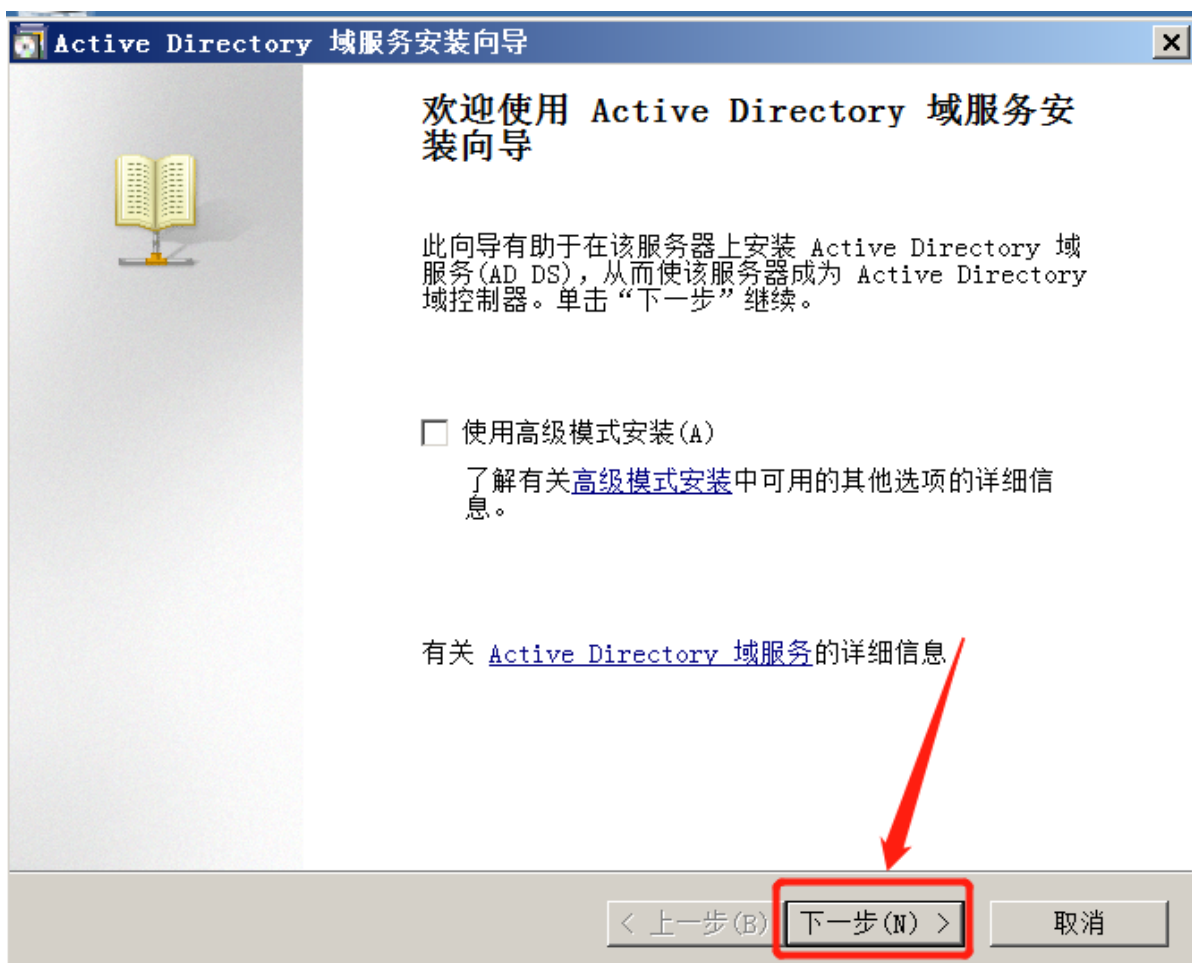 Active Directory 域服务安装向导
欢迎使用 Active Directory 域服务安
装向导
此向导有助于在该服务器上安装 Active Directory 域
服务(AD DS)，从而使该服务器成为 Active Directory
域控制器。单击“下一步”继续。
使用高级模式安装(A)
了解有关高级模式安装中可用的其他选项的详细信
息。
有关 Active Directory 域服务的详细信息
< 上一步(B) 下一步(N) > 取消